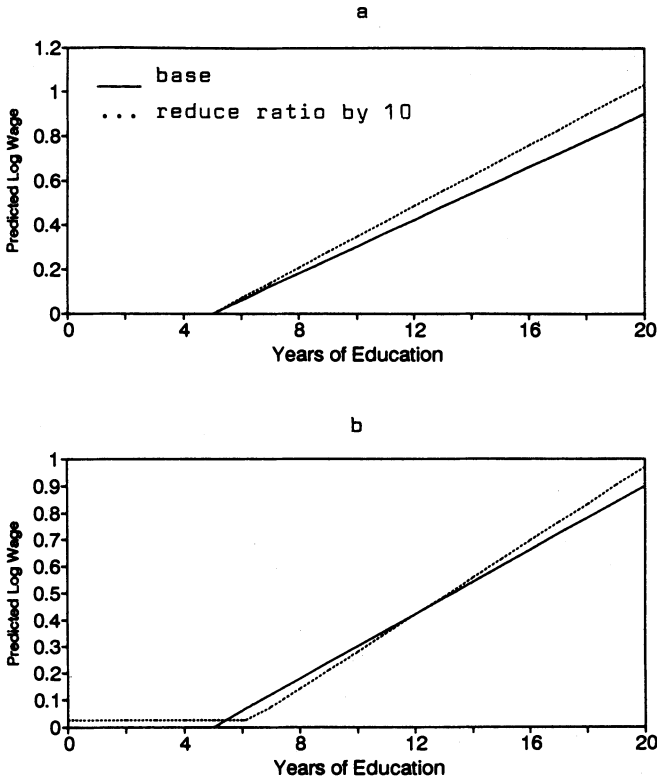 a
1.2
1
0.8
0.6
0.4
0.2
0
Predicted Log Wage
base
... reduce ratio by 10
0 4 8 12 16 20
Years of Education
b
1
0.9
0.8
0.7
0.6
0.5
0.4
0.3
0.2
0.1
0
Predicted Log Wage
0 4 8 12 16 20
Years of Education